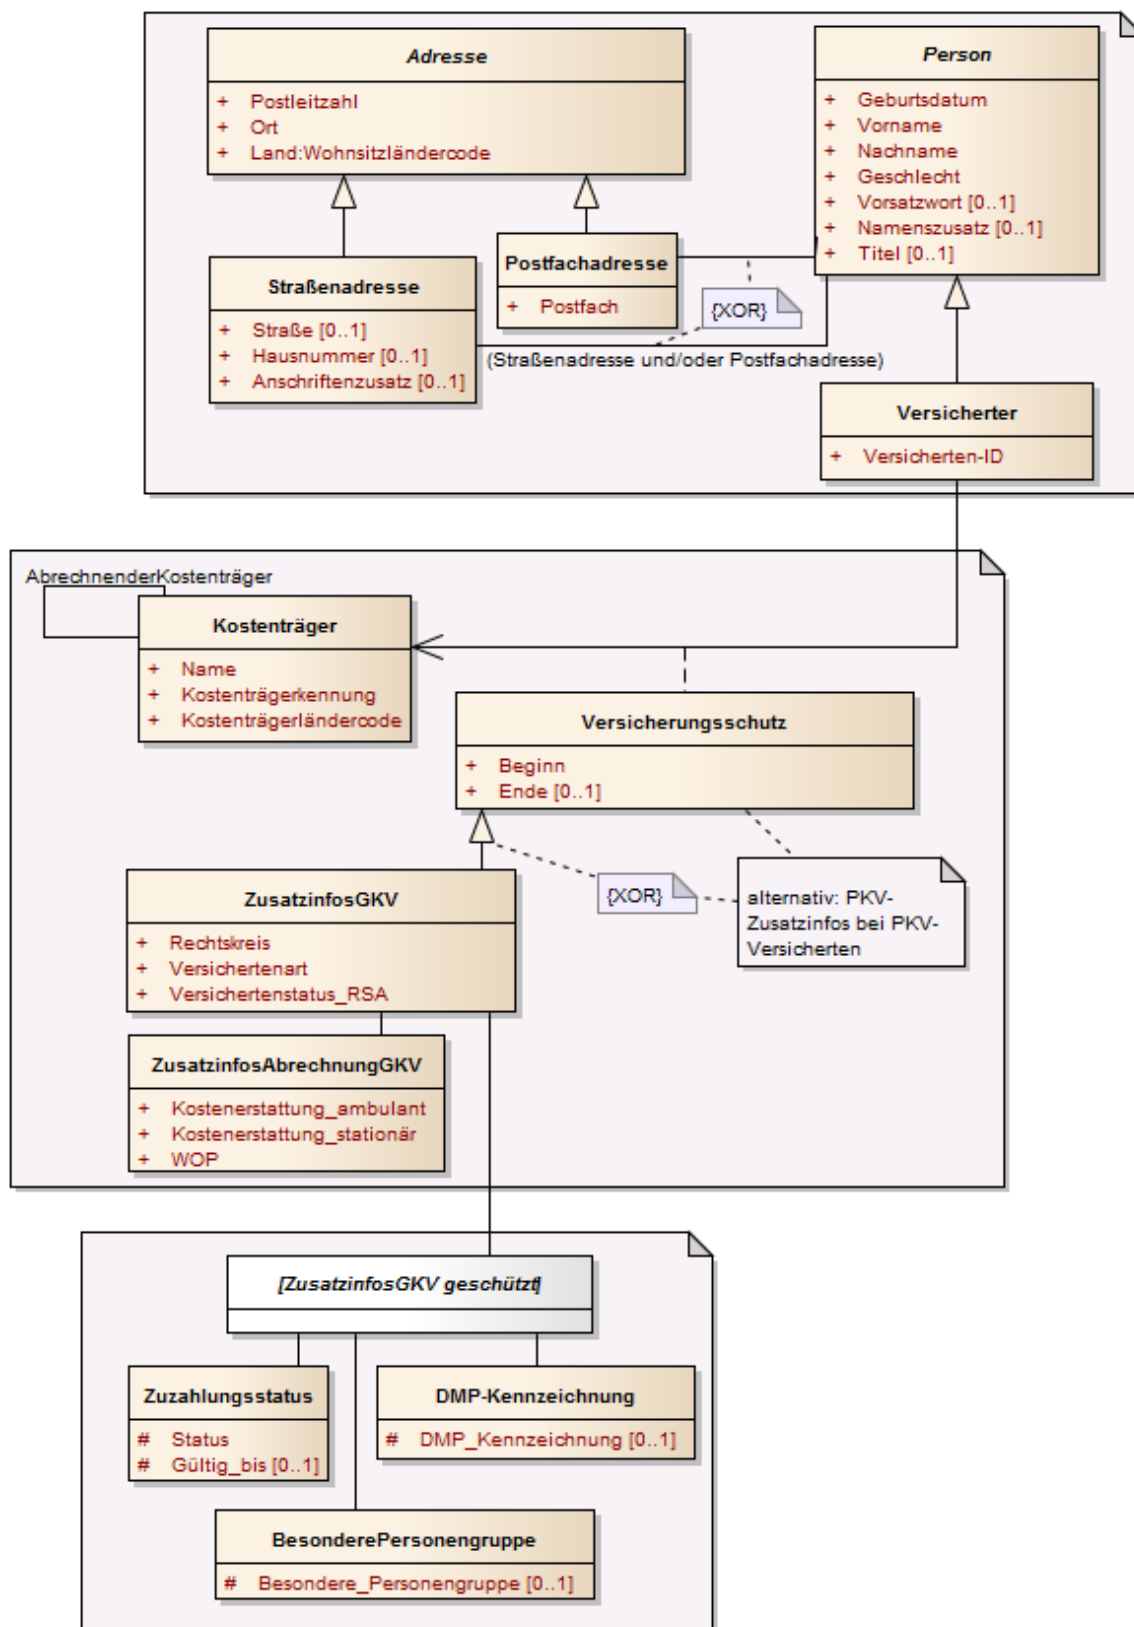 Adresse
+ Postleitzahl
+ Ort
+ Land:Wohnsitzländercode
Person
+ Geburtsdatum
+ Vorname
+ Nachname
+ Geschlecht
+ Vorsatzwort [0..1]
+ Namenszusatz [0..1]
+ Titel [0..1]
Straßenadresse
+ Straße [0..1]
+ Hausnummer [0..1]
+ Anschriftenzusatz [0..1]
Postfachadresse
+ Postfach
{XOR}
(Straßenadresse und/oder Postfachadresse)
Versicherter
+ Versicherten-ID
AbrechnenderKostenträger
Kostenträger
+ Name
+ Kostenträgerkennung
+ Kostenträgerländercode
Versicherungsschutz
+ Beginn
+ Ende [0..1]
{XOR}
alternativ: PKV-
Zusatzinfos bei PKV-
Versicherten
ZusatzinfosGKV
+ Rechtskreis
+ Versichertenart
+ Versichertenstatus_RSA
ZusatzinfosAbrechnungGKV
+ Kostenerstattung_ambulant
+ Kostenerstattung_stationär
+ WOP
[ZusatzinfosGKV geschützt]
Zuzahlungsstatus
# Status
# Gültig_bis [0..1]
DMP-Kennzeichnung
# DMP_Kennzeichnung [0..1]
BesonderePersonengruppe
# Besondere_Personengruppe [0..1]